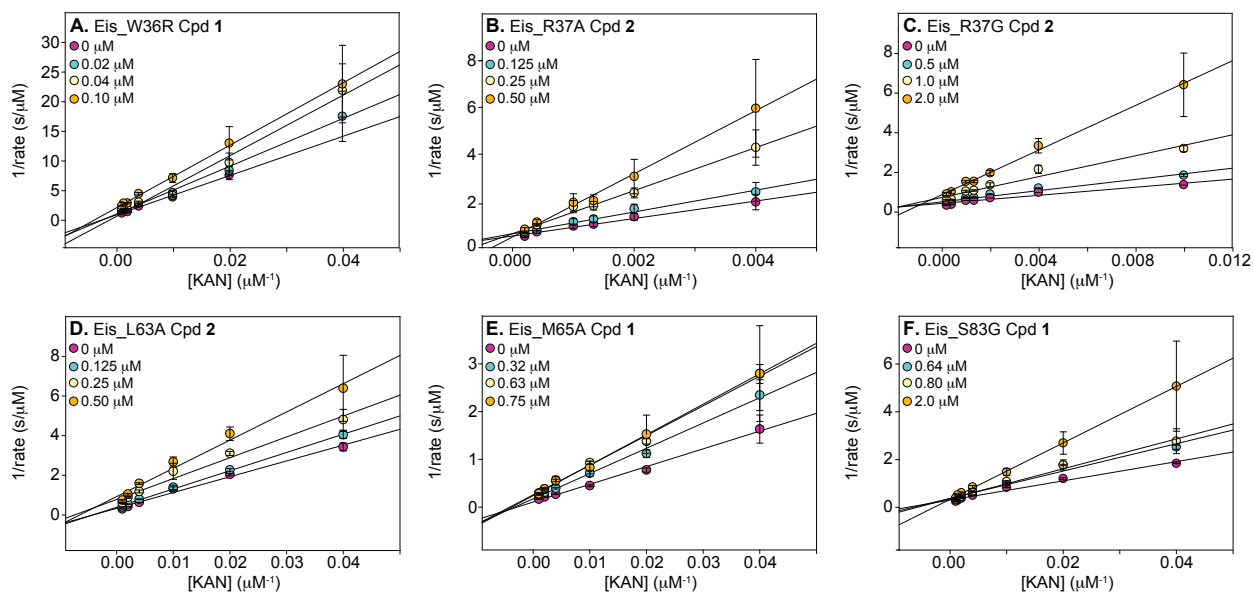 A. Eis_W36R Cpd 1
0 μM
0.02 μM
0.04 μM
0.10 μM
30
25
20
15
10
5
0
1/rate (s/μM)
0.00 0.02 0.04
[KAN] (μM⁻¹)
B. Eis_R37A Cpd 2
0 μM
0.125 μM
0.25 μM
0.50 μM
8
6
4
2
0
1/rate (s/μM)
0.000 0.002 0.004
[KAN] (μM⁻¹)
C. Eis_R37G Cpd 2
0 μM
0.5 μM
1.0 μM
2.0 μM
8
6
4
2
0
1/rate (s/μM)
0.000 0.004 0.008 0.012
[KAN] (μM⁻¹)
D. Eis_L63A Cpd 2
0 μM
0.125 μM
0.25 μM
0.50 μM
8
6
4
2
0
1/rate (s/μM)
0.00 0.01 0.02 0.03 0.04
[KAN] (μM⁻¹)
E. Eis_M65A Cpd 1
0 μM
0.32 μM
0.63 μM
0.75 μM
3
2
1
0
1/rate (s/μM)
0.00 0.01 0.02 0.03 0.04
[KAN] (μM⁻¹)
F. Eis_S83G Cpd 1
0 μM
0.64 μM
0.80 μM
2.0 μM
8
6
4
2
0
1/rate (s/μM)
0.00 0.02 0.04
[KAN] (μM⁻¹)